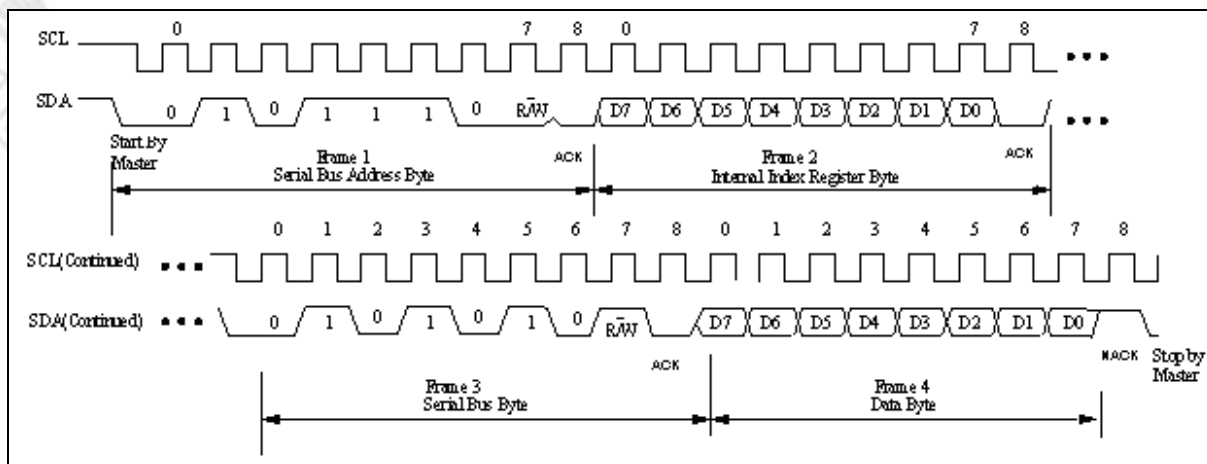 0 7 8 0 7 8
SCL
SDA 0 1 0 1 1 1 0 R/W D7 D6 D5 D4 D3 D2 D1 D0
Start By
Master
Frame 1 ACK Frame 2 ACK
Serial Bus Address Byte Internal Index Register Byte
0 1 2 3 4 5 6 7 8 0 1 2 3 4 5 6 7 8
SCL(Continued)
SDA(Continued) 0 1 0 1 0 1 0 R/W D7 D6 D5 D4 D3 D2 D1 D0
ACK NACK Stop by
Master
Frame 3 Frame 4
Serial Bus Byte Data Byte